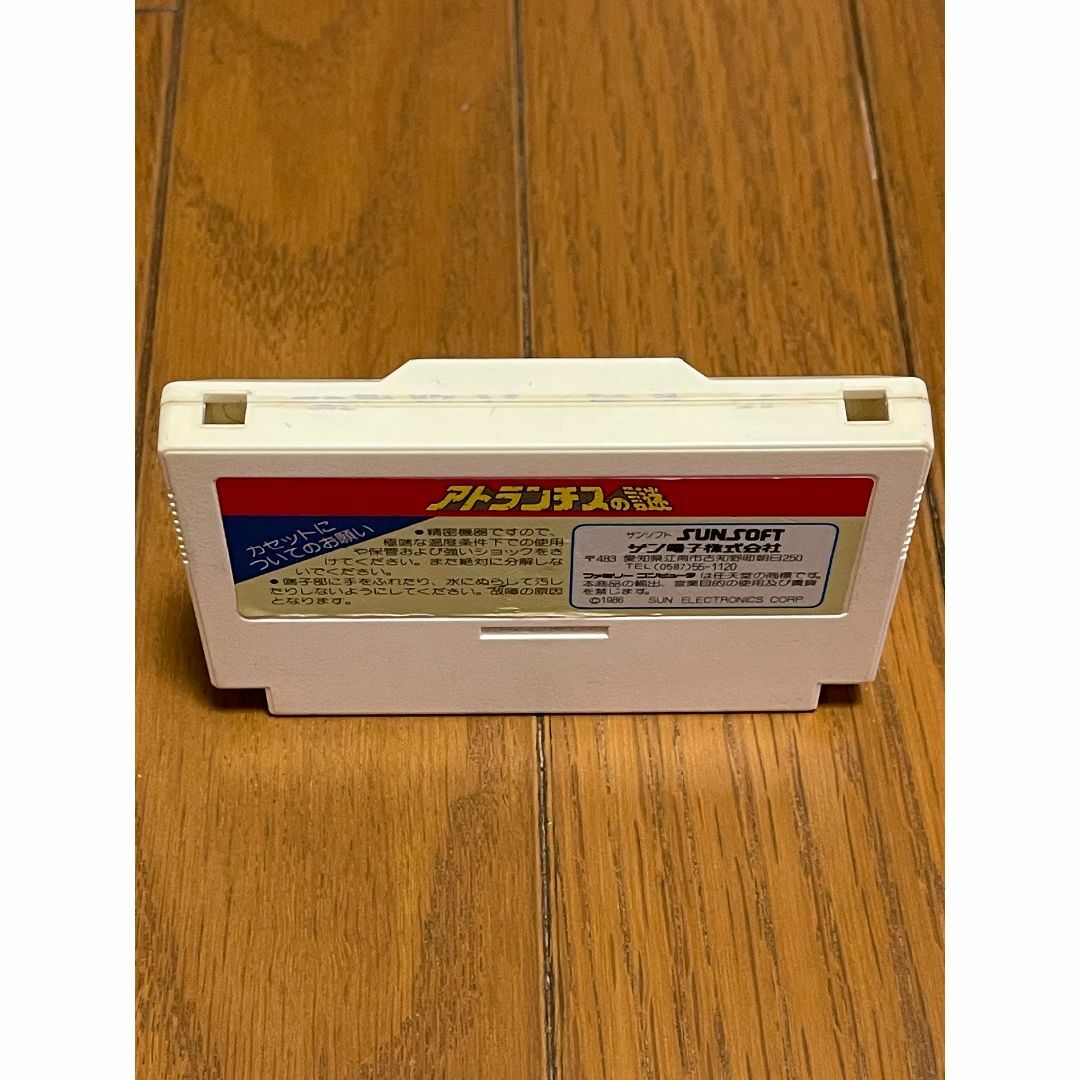 アトランチスの謎
カセットに
ついてのお願い
●精密機器ですので、
極端な温度条件下での使用
や保管および強いショックをさ
けてください。また絶対に分解しな
いでください。
●端子部に手をふれたり、水にぬらして汚し
たりしないようにしてください。故障の原因
となります。
サンソフト SUNSOFT
サン電子株式会社
〒483 愛知県江南市古知野町朝日250
TEL(0587)55-1120
ファミリーコンピュータは任天堂の商標です。
本商品の輸出、営業目的の使用及び賃貸
を禁じます。
©1986 SUN ELECTRONICS CORP.